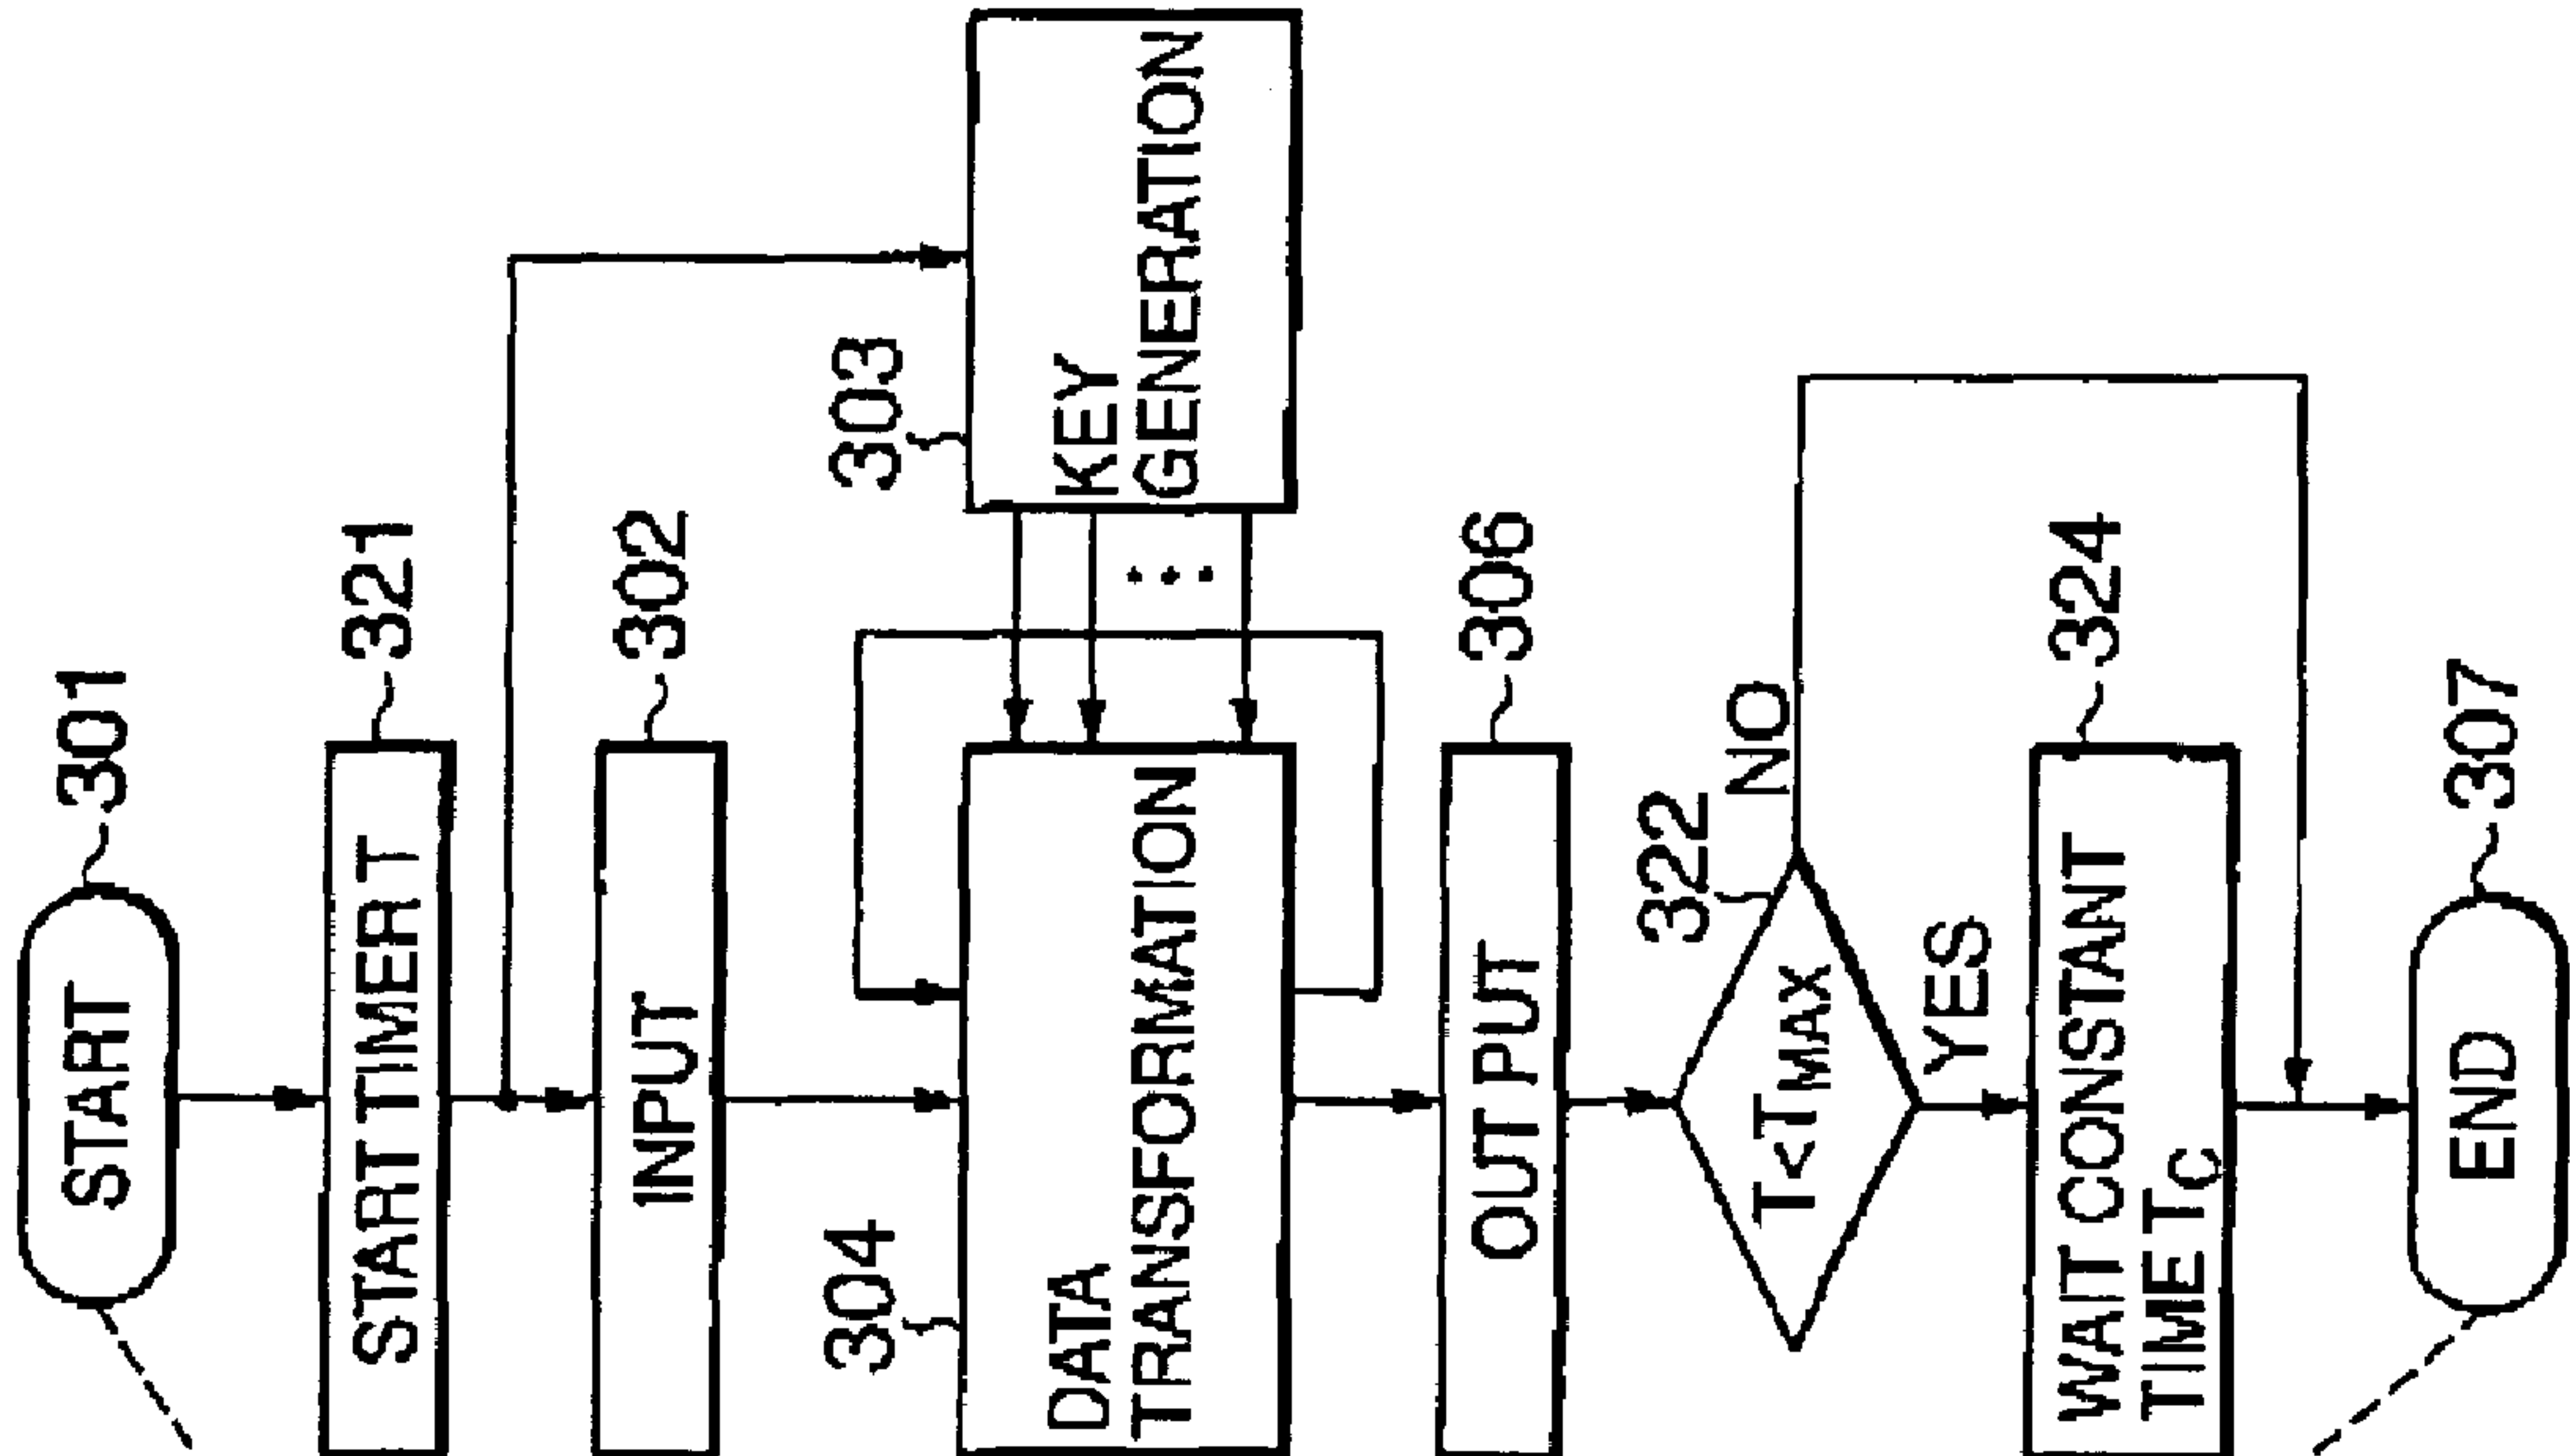 START
301
START TIMER T
321
INPUT
302
303
KEY
GENERATION
304
DATA
TRANSFORMATION
OUT PUT
306
322
T<TMAX
NO
YES
WAIT CONSTANT
TIME TC
324
END
307